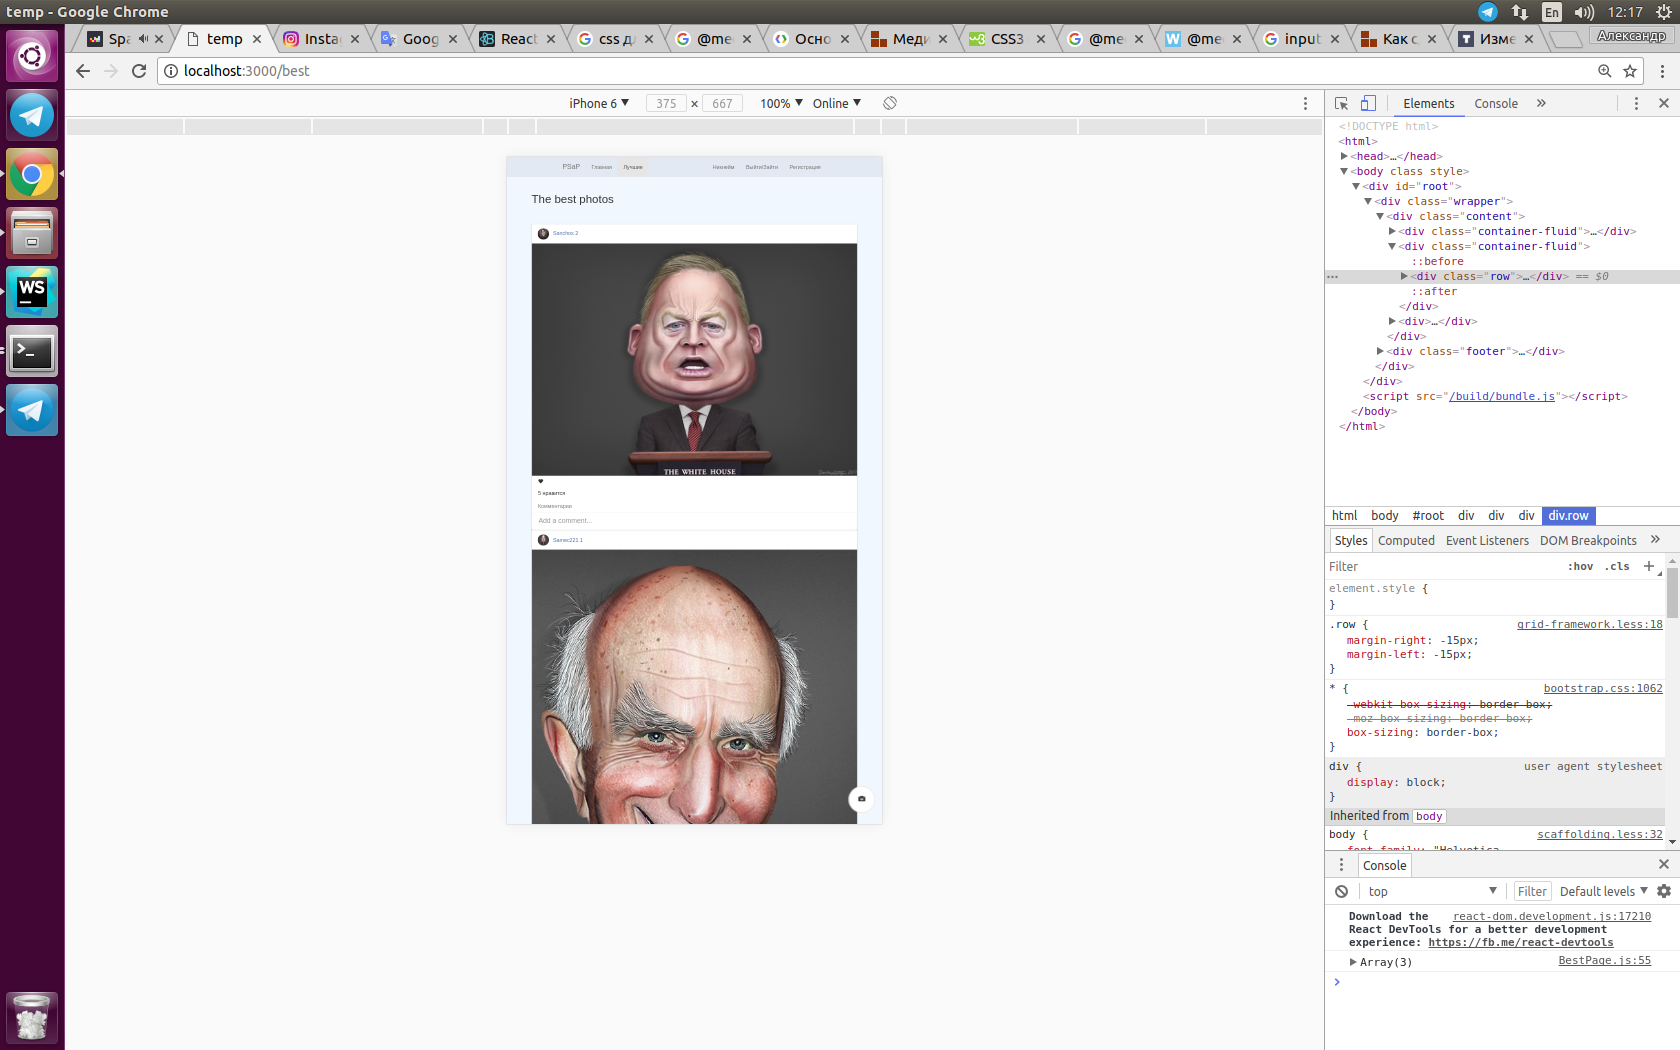 temp - Google Chrome
En 12:17
Spa temp Insta Goog React css дл @me Осно Меди CSS3 @me @me input Как с Изме Александр
localhost:3000/best
iPhone 6 375 × 667 100% Online
PSaP Главная Лучшие Никнейм Выйти/Зайти Регистрация
The best photos
Sanchos 2
THE WHITE HOUSE
5 нравится
Комментарии
Add a comment...
Samec221 1
Elements Console »
<!DOCTYPE html>
<html>
<head>…</head>
<body class style>
<div id="root">
<div class="wrapper">
<div class="content">
<div class="container-fluid">…</div>
<div class="container-fluid">
::before
<div class="row">…</div> == $0
::after
</div>
<div>…</div>
</div>
<div class="footer">…</div>
</div>
</div>
<script src="/build/bundle.js"></script>
</body>
</html>
html body #root div div div div.row
Styles Computed Event Listeners DOM Breakpoints »
Filter :hov .cls +
element.style {
}
.row { grid-framework.less:18
margin-right: -15px;
margin-left: -15px;
}
* { bootstrap.css:1062
-webkit-box-sizing: border-box;
-moz-box-sizing: border-box;
box-sizing: border-box;
}
div { user agent stylesheet
display: block;
}
Inherited from body
body { scaffolding.less:32
font-family: "Helvetica
Console
top Filter Default levels
Download the react-dom.development.js:17210
React DevTools for a better development
experience: https://fb.me/react-devtools
Array(3) BestPage.js:55